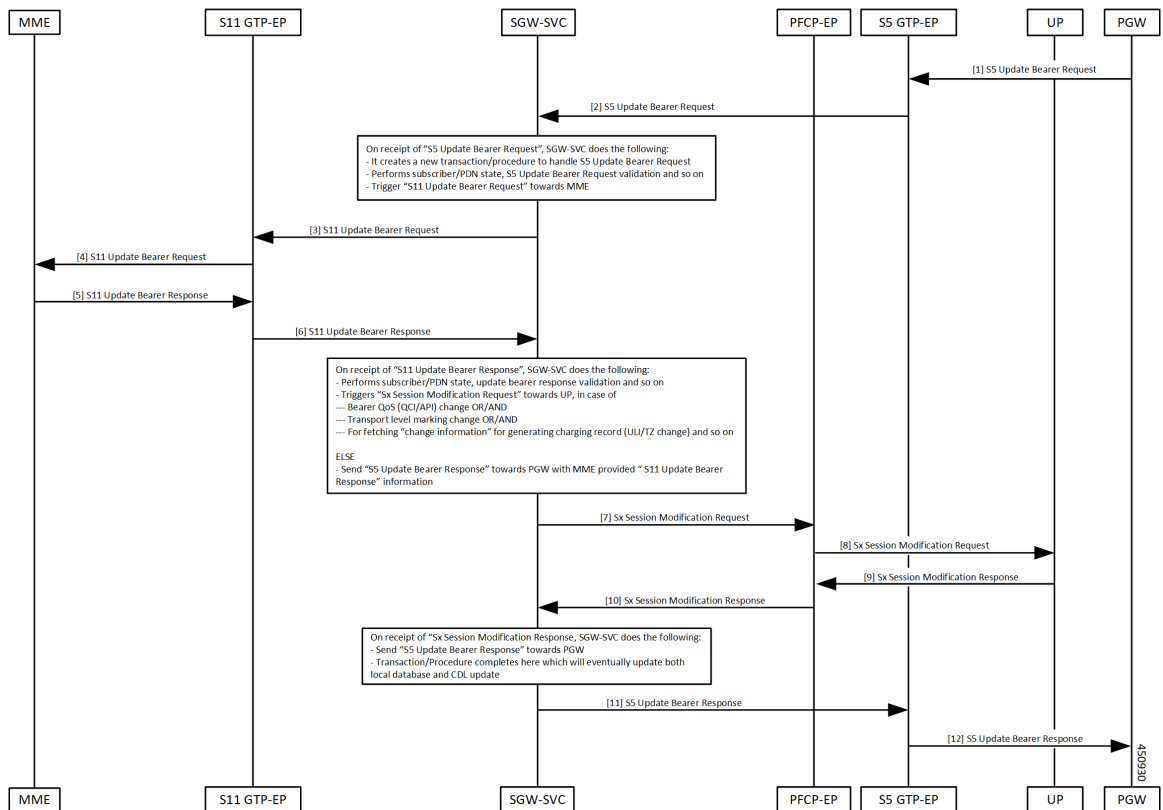 MME
S11 GTP-EP
SGW-SVC
PFCP-EP
S5 GTP-EP
UP
PGW
[1] S5 Update Bearer Request
[2] S5 Update Bearer Request
On receipt of “S5 Update Bearer Request”, SGW-SVC does the following:
- It creates a new transaction/procedure to handle S5 Update Bearer Request
- Performs subscriber/PDN state, S5 Update Bearer Request validation and so on
- Trigger “S11 Update Bearer Request” towards MME
[3] S11 Update Bearer Request
[4] S11 Update Bearer Request
[5] S11 Update Bearer Response
[6] S11 Update Bearer Response
On receipt of “S11 Update Bearer Response”, SGW-SVC does the following:
- Performs subscriber/PDN state, update bearer response validation and so on
- Triggers “Sx Session Modification Request” towards UP, in case of
--- Bearer QoS (QCI/API) change OR/AND
--- Transport level marking change OR/AND
--- For fetching “change information” for generating charging record (ULI/TZ change) and so on
ELSE
- Send “S5 Update Bearer Response” towards PGW with MME provided “ S11 Update Bearer
Response” information
[7] Sx Session Modification Request
[8] Sx Session Modification Request
[9] Sx Session Modification Response
[10] Sx Session Modification Response
On receipt of “Sx Session Modification Response, SGW-SVC does the following:
- Send “S5 Update Bearer Response” towards PGW
- Transaction/Procedure completes here which will eventually update both
local database and CDL update
[11] S5 Update Bearer Response
[12] S5 Update Bearer Response
450930
MME
S11 GTP-EP
SGW-SVC
PFCP-EP
S5 GTP-EP
UP
PGW